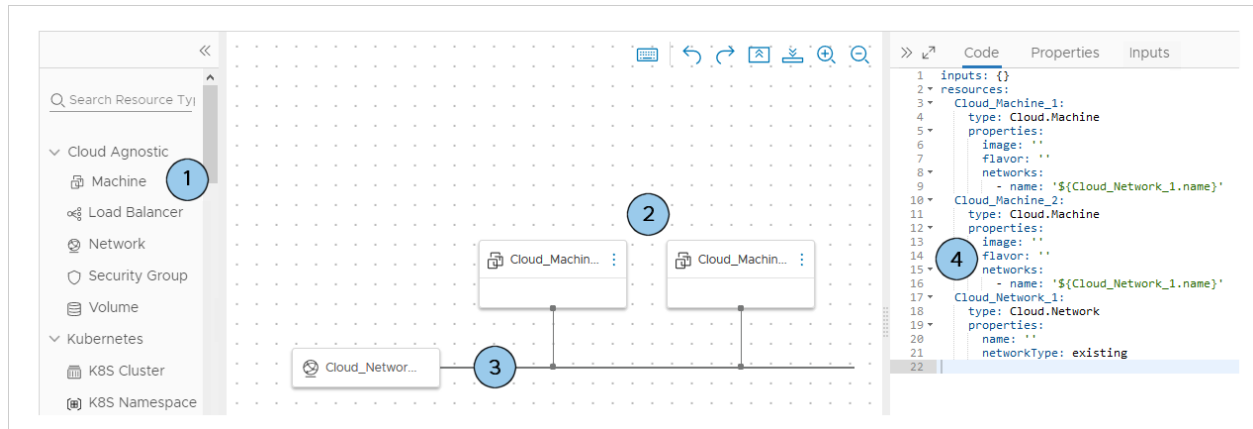 Search Resource Ty
Cloud Agnostic
Machine
1
Load Balancer
Network
Security Group
Volume
Kubernetes
K8S Cluster
K8S Namespace
2
Cloud_Machin...
Cloud_Machin...
Cloud_Networ...
3
Code Properties Inputs
1 inputs: {}
2 resources:
3 Cloud_Machine_1:
4 type: Cloud.Machine
5 properties:
6 image: ''
7 flavor: ''
8 networks:
9 - name: '${Cloud_Network_1.name}'
10 Cloud_Machine_2:
11 type: Cloud.Machine
12 properties:
13 image: ''
14 flavor: ''
15 networks:
16 - name: '${Cloud_Network_1.name}'
17 Cloud_Network_1:
18 type: Cloud.Network
19 properties:
20 name: ''
21 networkType: existing
22
4